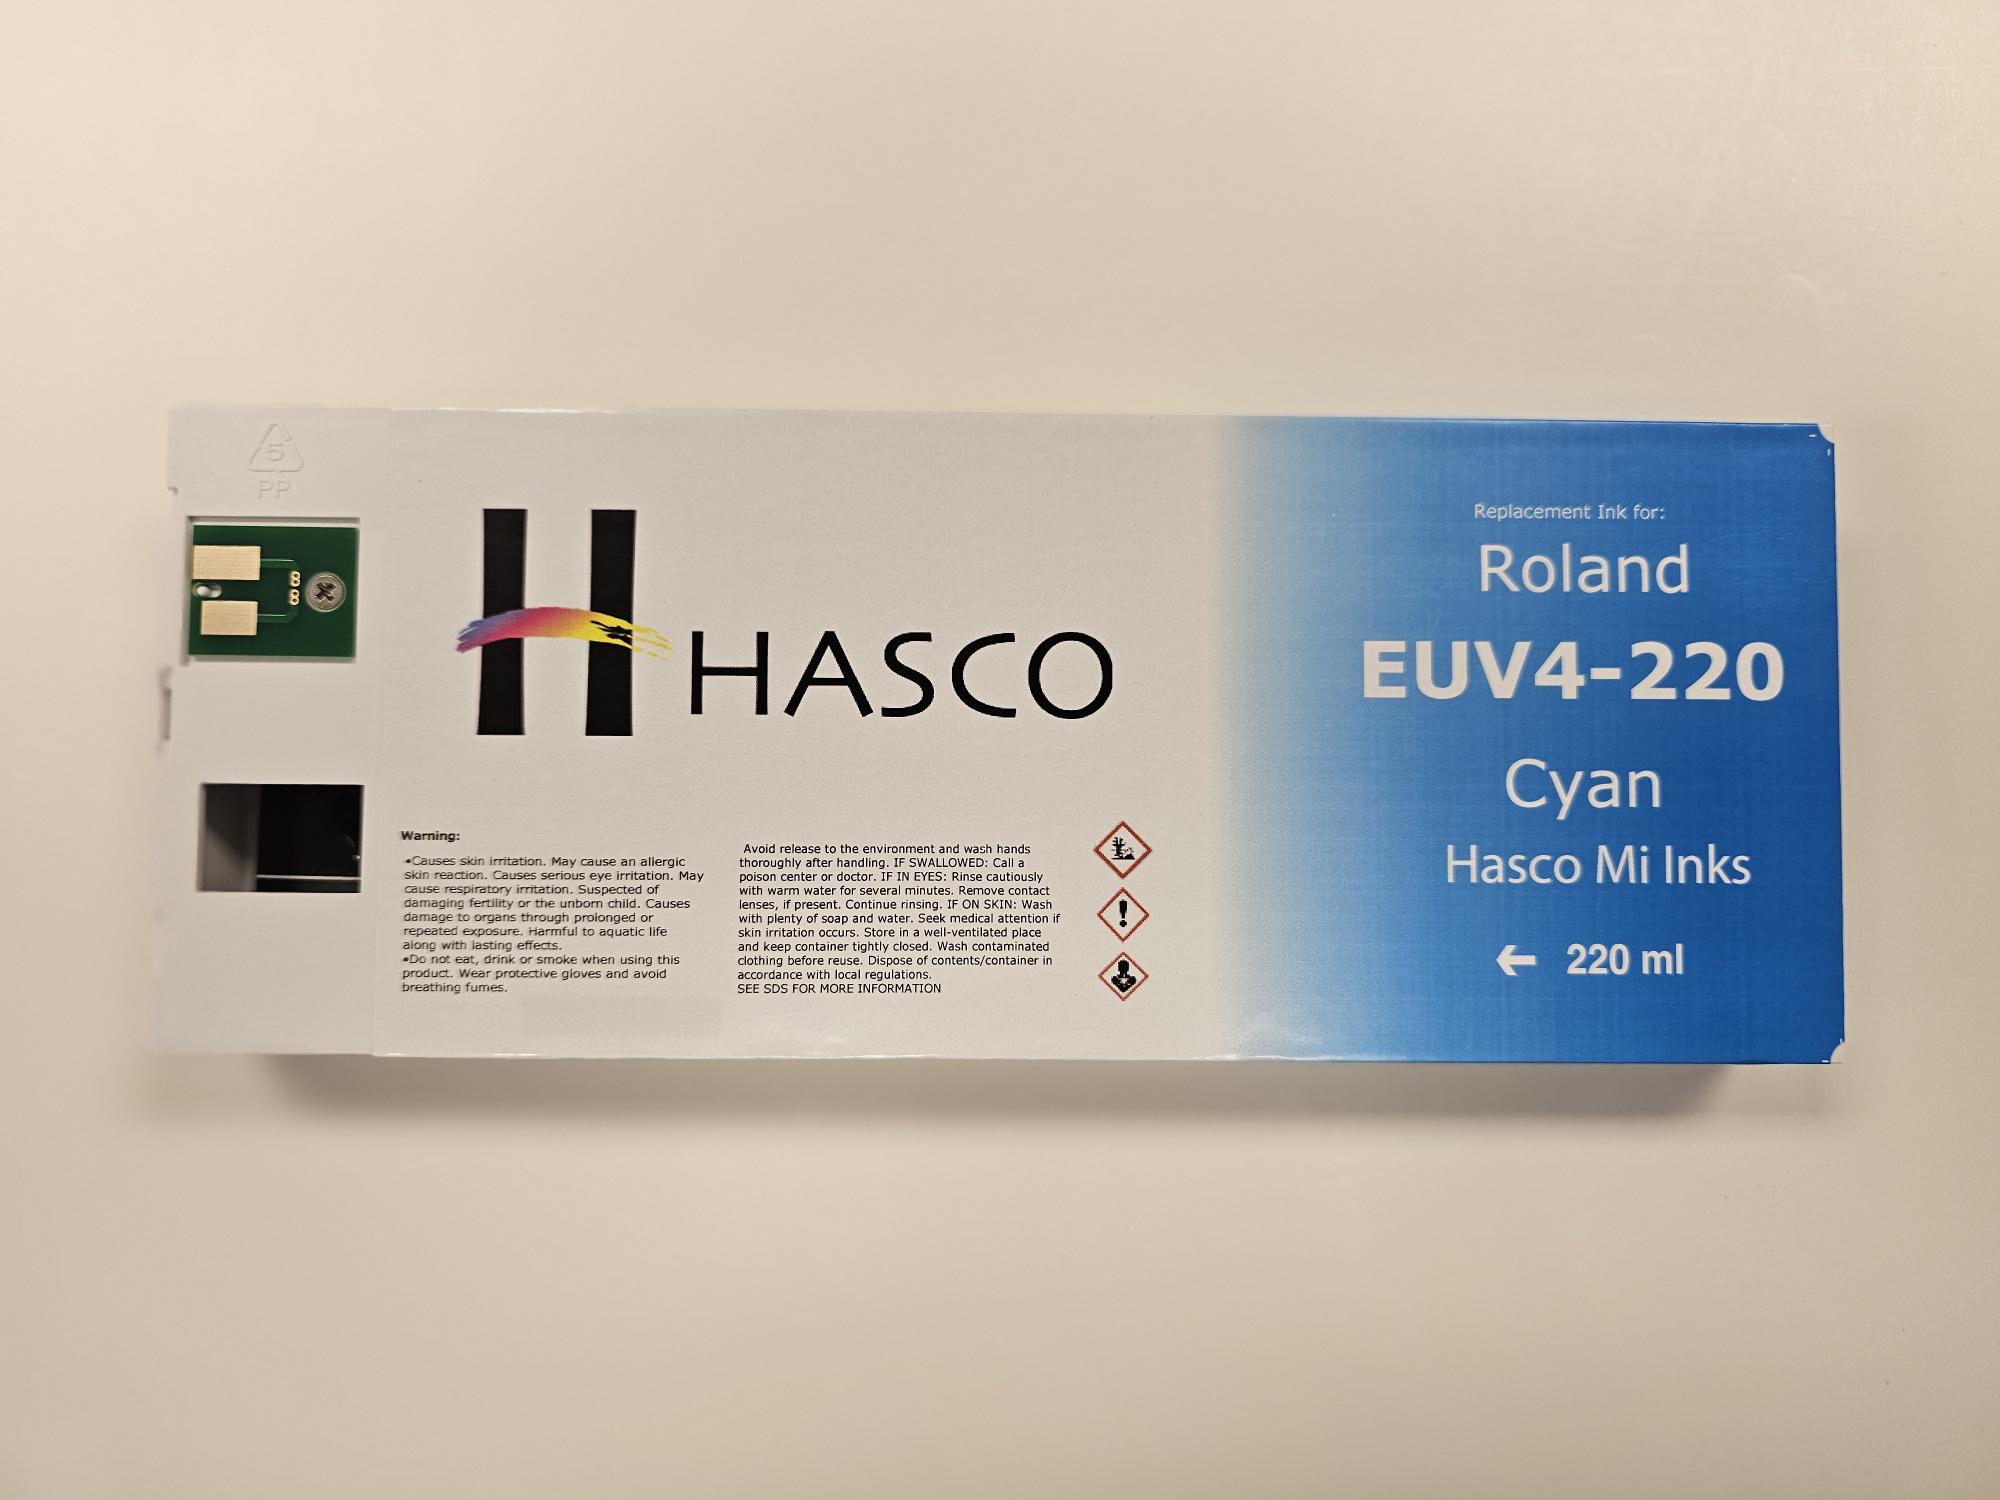 5
PP
H HASCO
Warning:
•Causes skin irritation. May cause an allergic
skin reaction. Causes serious eye irritation. May
cause respiratory irritation. Suspected of
damaging fertility or the unborn child. Causes
damage to organs through prolonged or
repeated exposure. Harmful to aquatic life
along with lasting effects.
•Do not eat, drink or smoke when using this
product. Wear protective gloves and avoid
breathing fumes.
Avoid release to the environment and wash hands
thoroughly after handling. IF SWALLOWED: Call a
poison center or doctor. IF IN EYES: Rinse cautiously
with warm water for several minutes. Remove contact
lenses, if present. Continue rinsing. IF ON SKIN: Wash
with plenty of soap and water. Seek medical attention if
skin irritation occurs. Store in a well-ventilated place
and keep container tightly closed. Wash contaminated
clothing before reuse. Dispose of contents/container in
accordance with local regulations.
SEE SDS FOR MORE INFORMATION
Replacement Ink for:
Roland
EUV4-220
Cyan
Hasco Mi Inks
← 220 ml